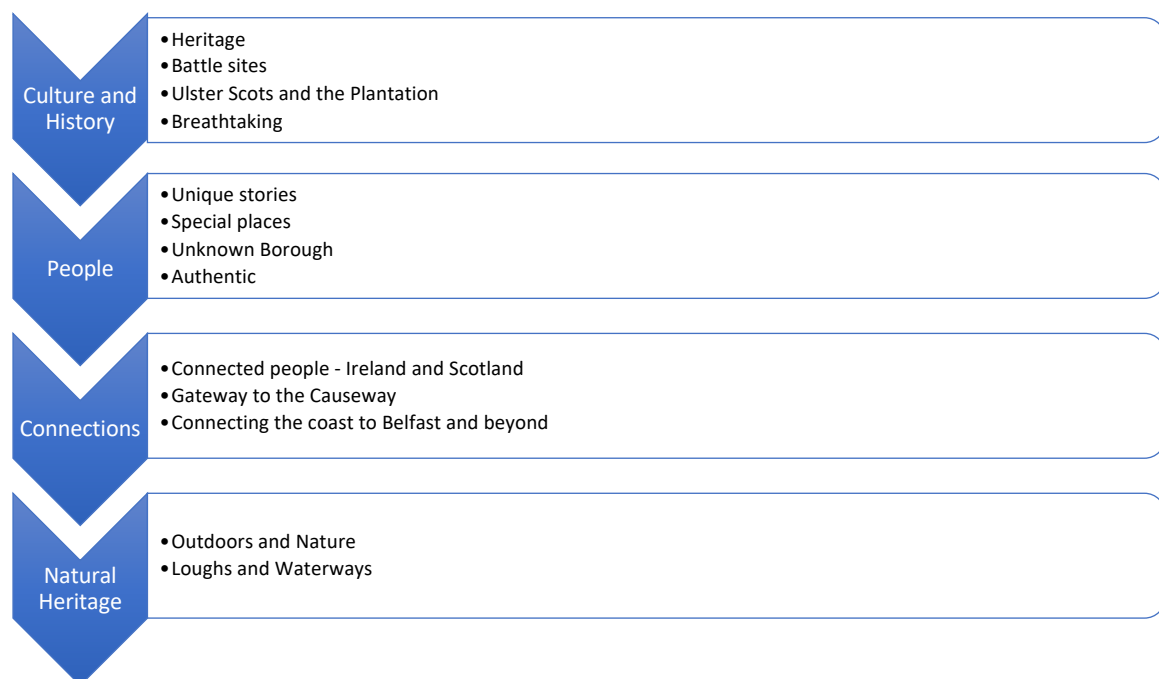 Culture and
History
•Heritage
•Battle sites
•Ulster Scots and the Plantation
•Breathtaking
People
•Unique stories
•Special places
•Unknown Borough
•Authentic
Connections
•Connected people - Ireland and Scotland
•Gateway to the Causeway
•Connecting the coast to Belfast and beyond
Natural
Heritage
•Outdoors and Nature
•Loughs and Waterways